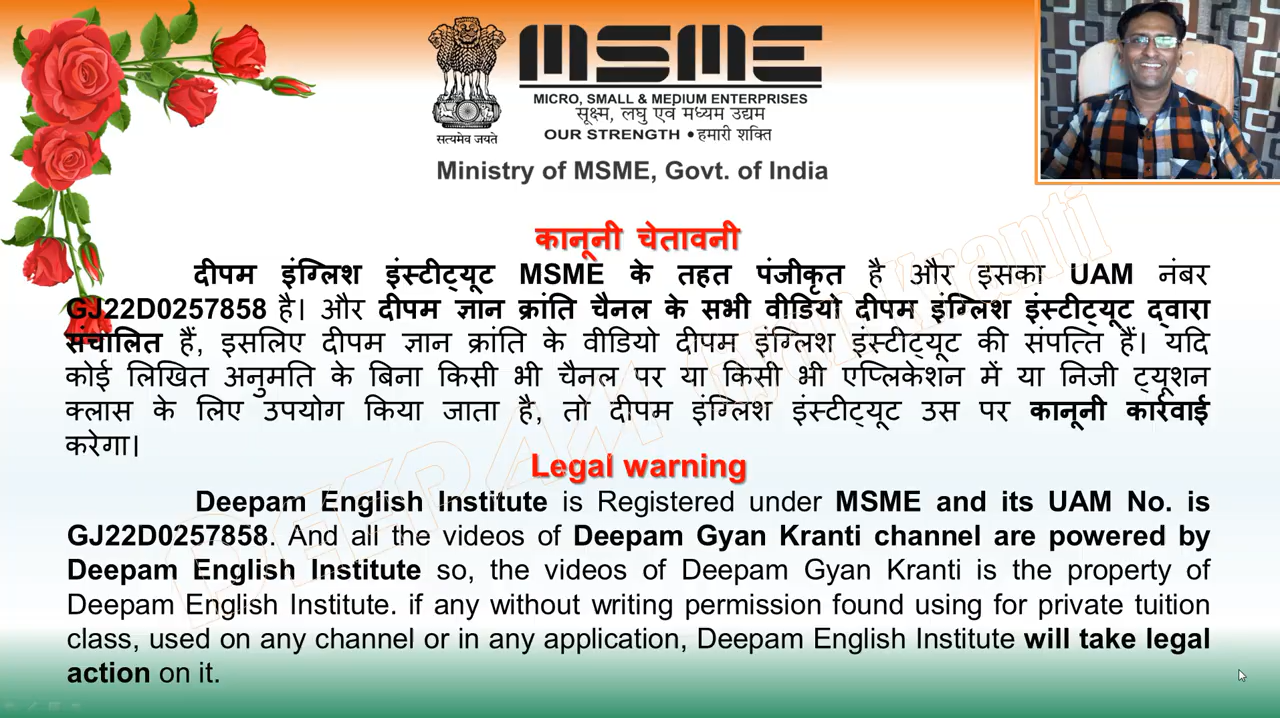 MSME
MICRO, SMALL & MEDIUM ENTERPRISES
सूक्ष्म, लघु एवं मध्यम उद्यम
OUR STRENGTH • हमारी शक्ति
सत्यमेव जयते
Ministry of MSME, Govt. of India
कानूनी चेतावनी
दीपम इंग्लिश इंस्टीट्यूट MSME के तहत पंजीकृत है और इसका UAM नंबर
GJ22D0257858 है। और दीपम ज्ञान क्रांति चैनल के सभी वीडियो दीपम इंग्लिश इंस्टीट्यूट द्वारा
संचालित हैं, इसलिए दीपम ज्ञान क्रांति के वीडियो दीपम इंग्लिश इंस्टीट्यूट की संपत्ति हैं। यदि
कोई लिखित अनुमति के बिना किसी भी चैनल पर या किसी भी एप्लिकेशन में या निजी ट्यूशन
क्लास के लिए उपयोग किया जाता है, तो दीपम इंग्लिश इंस्टीट्यूट उस पर कानूनी कार्रवाई
करेगा।
Legal warning
Deepam English Institute is Registered under MSME and its UAM No. is
GJ22D0257858. And all the videos of Deepam Gyan Kranti channel are powered by
Deepam English Institute so, the videos of Deepam Gyan Kranti is the property of
Deepam English Institute. if any without writing permission found using for private tuition
class, used on any channel or in any application, Deepam English Institute will take legal
action on it.
DEEPAM Gyan Kranti